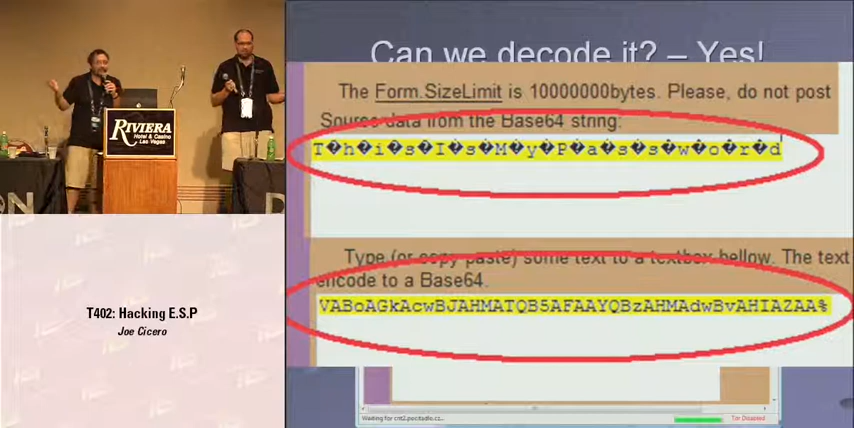 Can we decode it? – Yes!
The Form.SizeLimit is 10000000bytes. Please, do not post
Source data from the Base64 string:
T�h�i�s�I�s�M�y�P�a�s�s�w�o�r�d
Type (or copy-paste) some text to a textbox bellow. The text
encode to a Base64.
VABoAGkAcwBJAHMATQB5AFAAYQBzAHMAdwBvAHIAZAA%
Tor Disabled
RIVIERA
Hotel & Casino
Las Vegas
T402: Hacking E.S.P
Joe Cicero